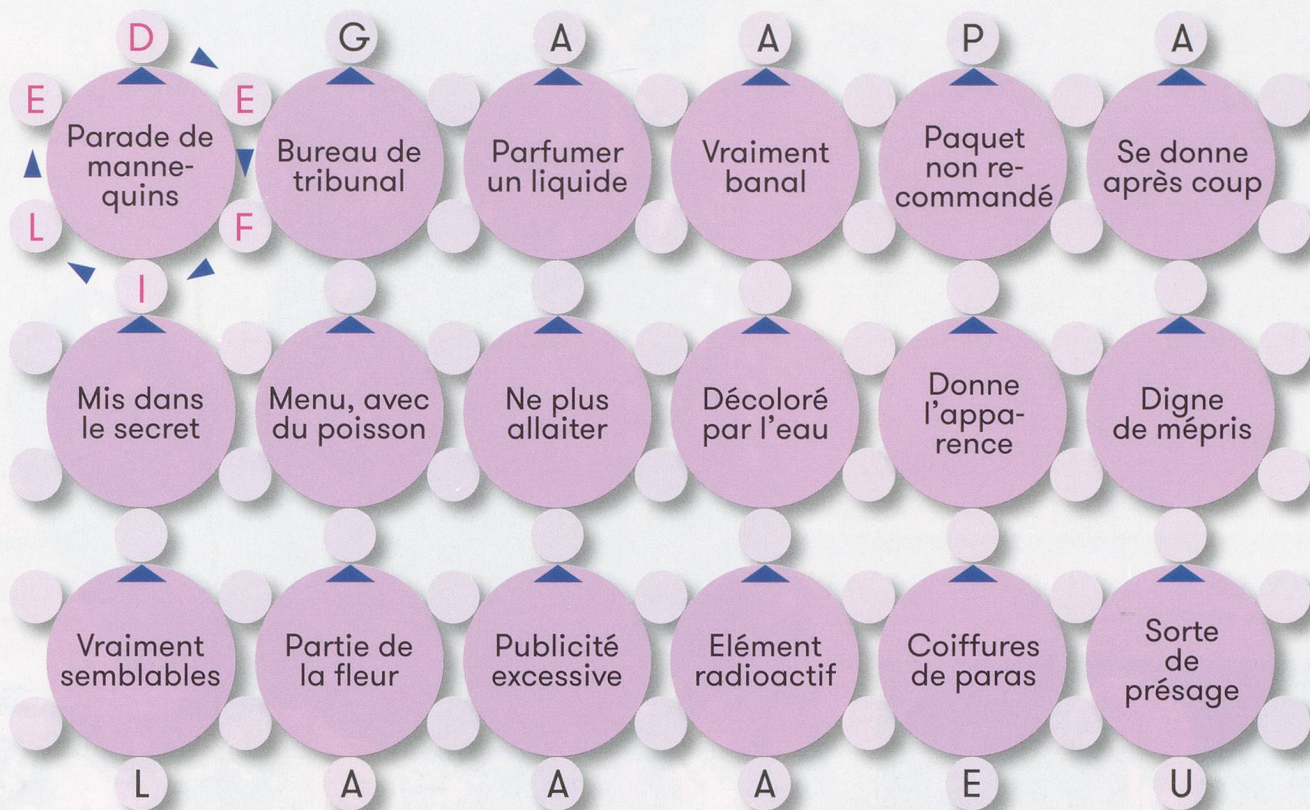 D G A A P A
E E
Parade de
manne-
quins
Bureau de
tribunal
Parfumer
un liquide
Vraiment
banal
Paquet
non re-
commandé
Se donne
après coup
L F
I
Mis dans
le secret
Menu, avec
du poisson
Ne plus
allaiter
Décoloré
par l'eau
Donne
l'appa-
rence
Digne
de mépris
Vraiment
semblables
Partie de
la fleur
Publicité
excessive
Elément
radioactif
Coiffures
de paras
Sorte
de
présage
L A A A E U